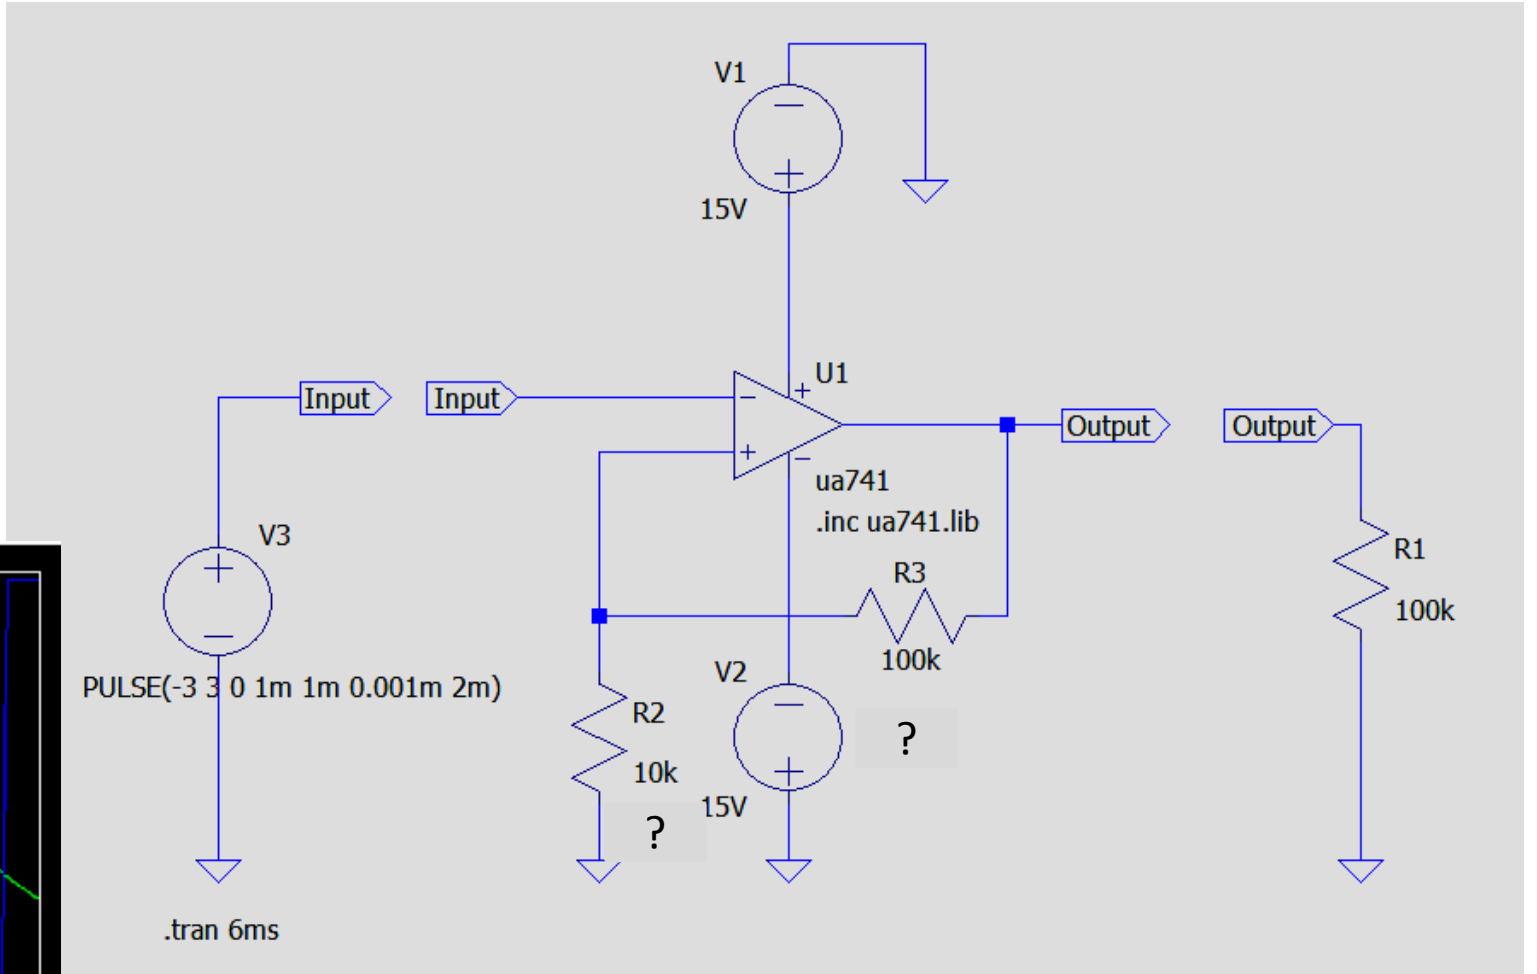 V1
15V
U1
Input
Input
Output
Output
ua741
.inc ua741.lib
V3
R1
R3
100k
100k
V2
PULSE(-3 3 0 1m 1m 0.001m 2m)
R2
?
10k
15V
?
.tran 6ms